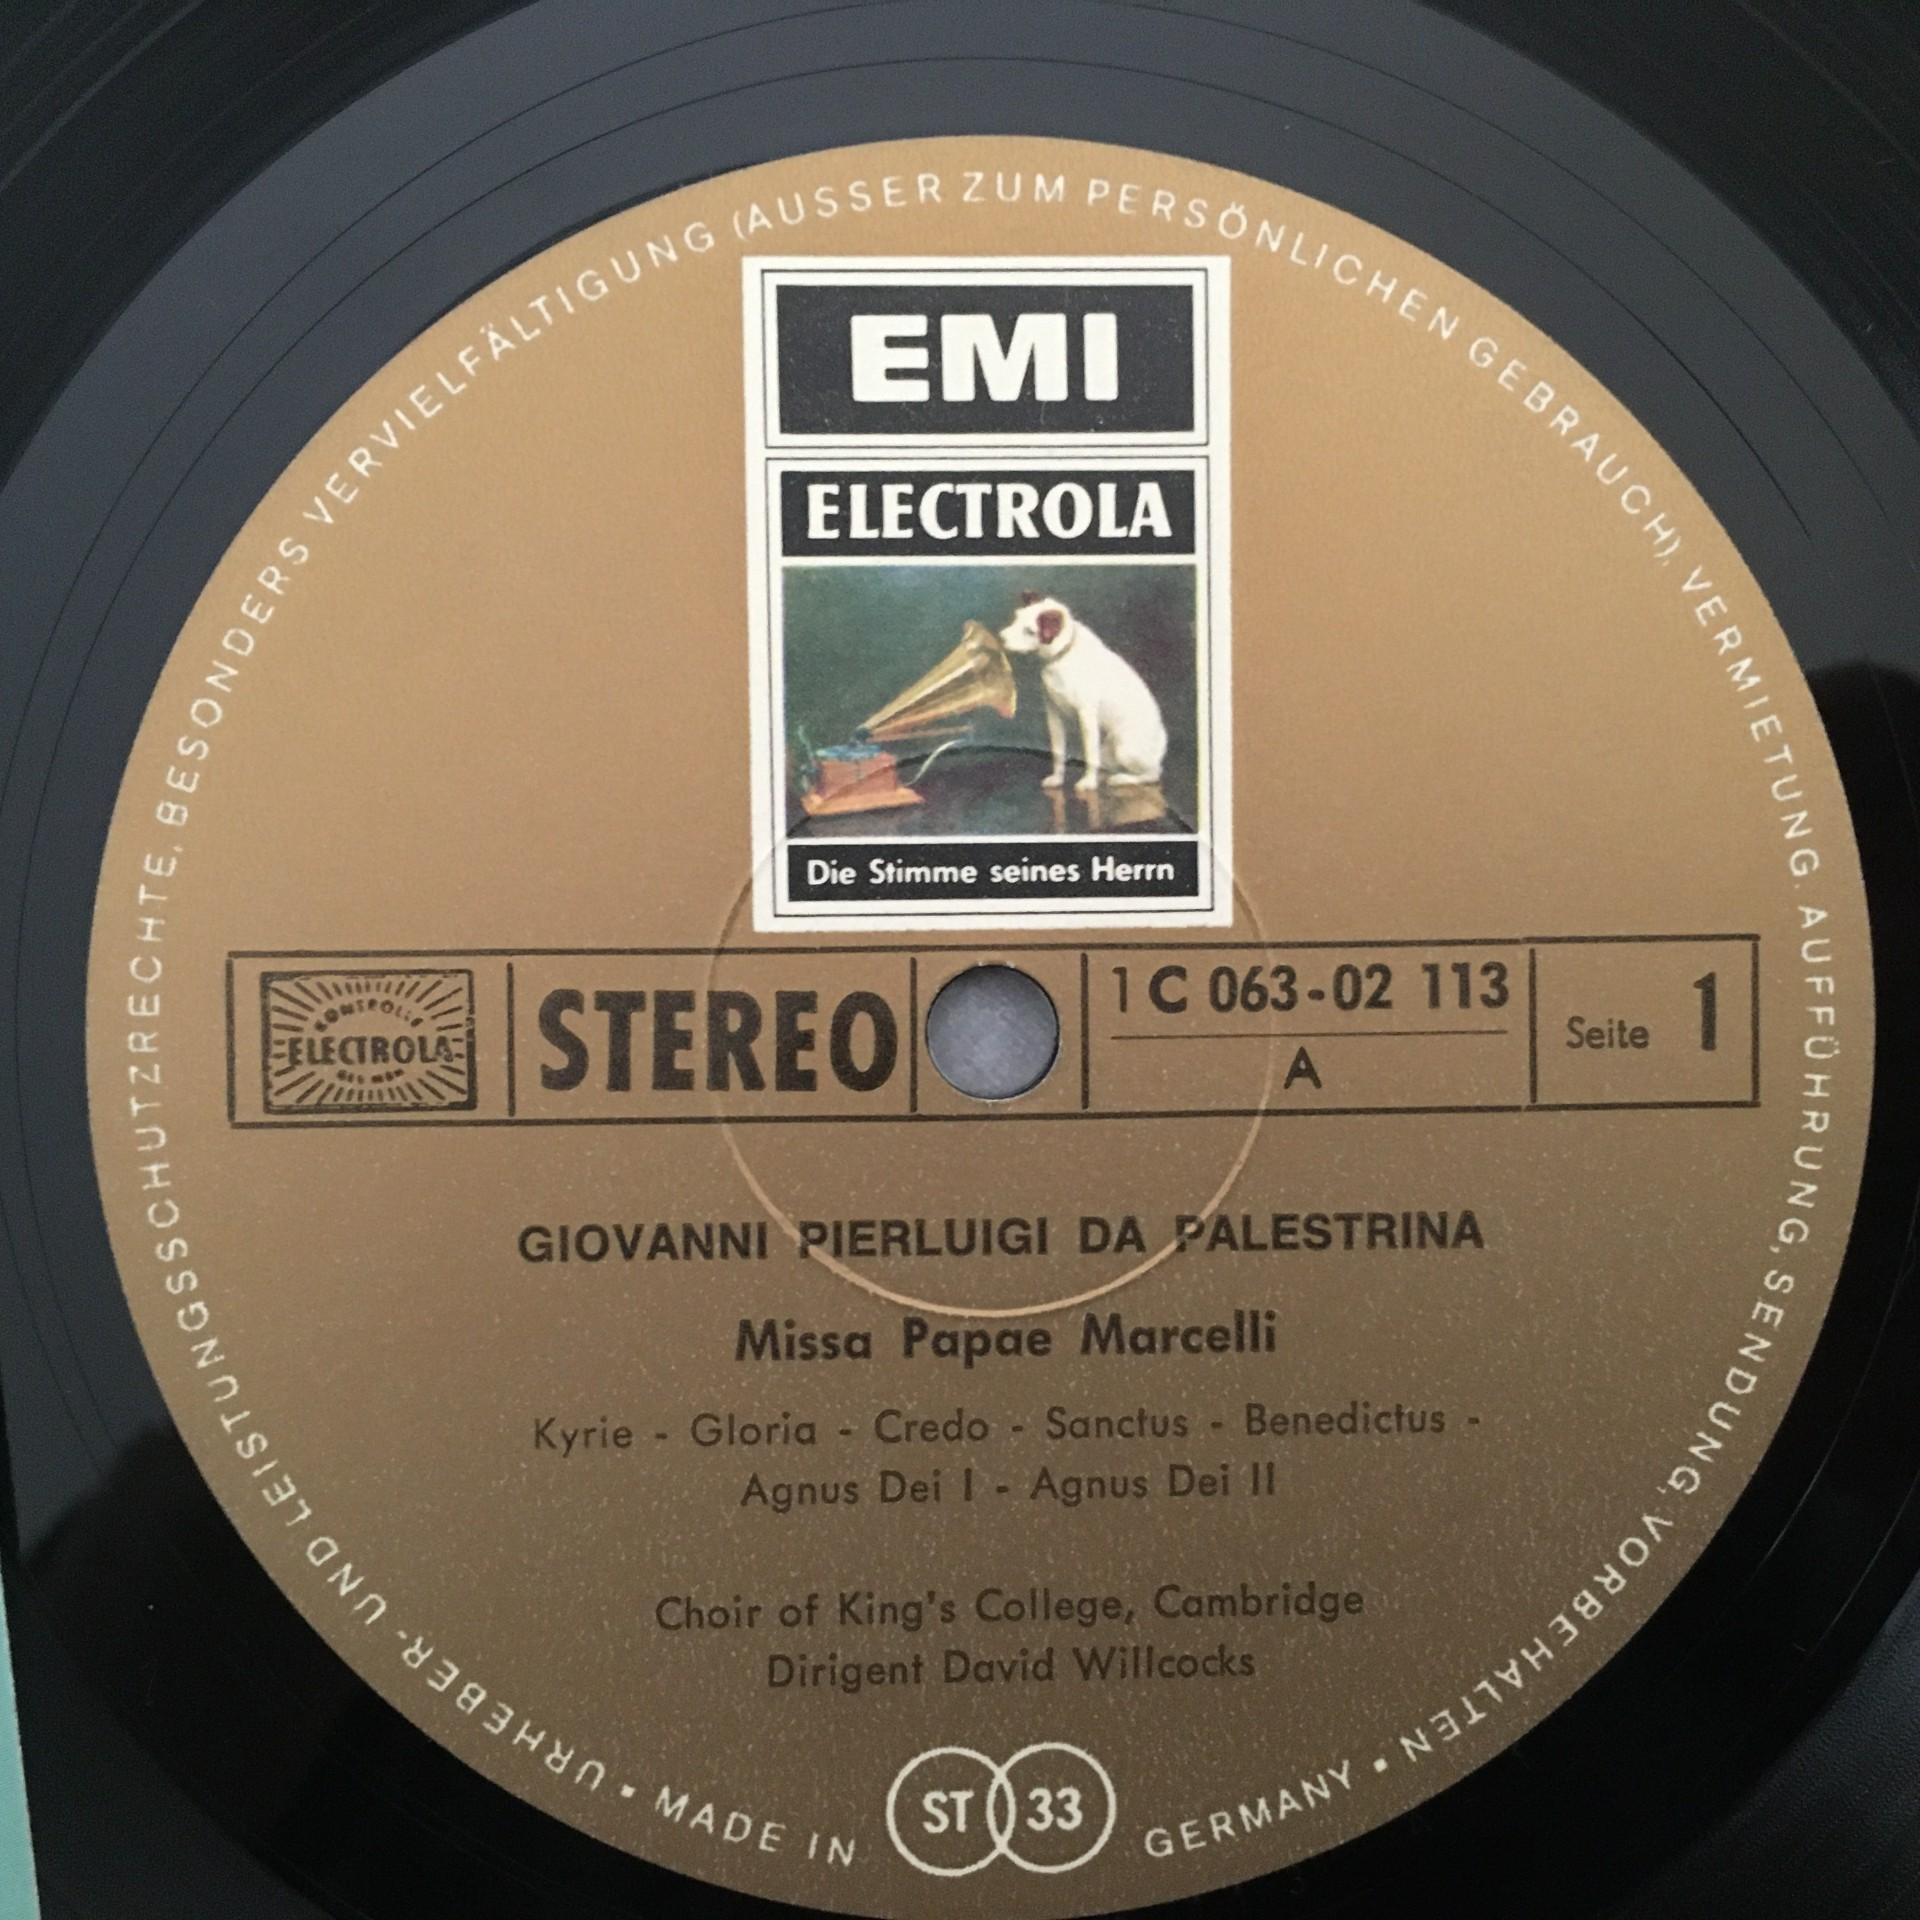 URHEBER- UND LEISTUNGSSCHUTZRECHTE, BESONDERS VERVIELFÄLTIGUNG (AUSSER ZUM PERSÖNLICHEN GEBRAUCH), VERMIETUNG, AUFFÜHRUNG, SENDUNG, VORBEHALTEN •
EMI
ELECTROLA
Die Stimme seines Herrn
KONTROLLE
ELECTROLA
STEREO
1 C 063-02 113
A
Seite 1
GIOVANNI PIERLUIGI DA PALESTRINA
Missa Papae Marcelli
Kyrie - Gloria - Credo - Sanctus - Benedictus -
Agnus Dei I - Agnus Dei II
Choir of King's College, Cambridge
Dirigent David Willcocks
ST 33
• MADE IN GERMANY